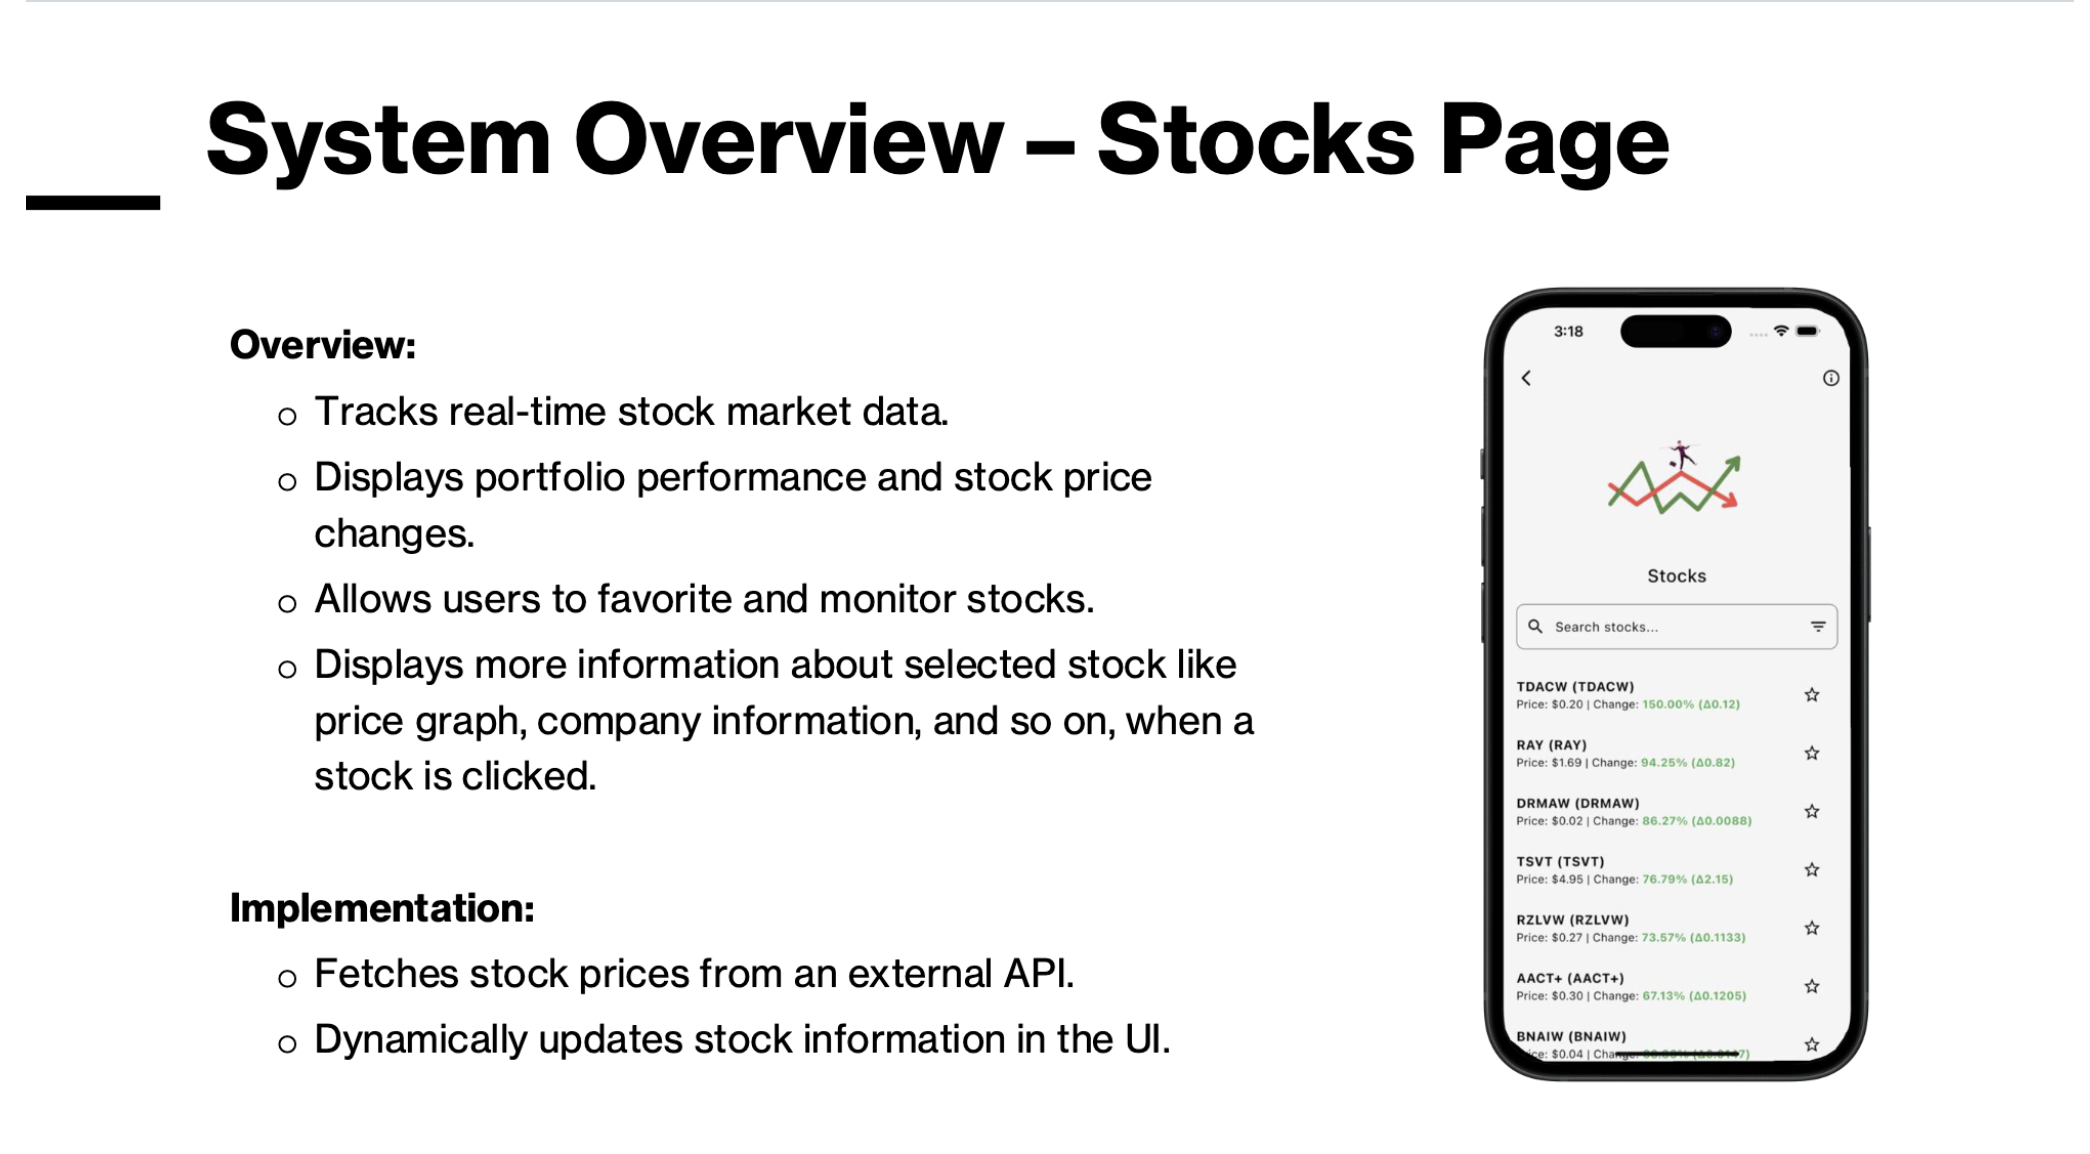 System Overview – Stocks Page
Overview:
○ Tracks real-time stock market data.
○ Displays portfolio performance and stock price
changes.
○ Allows users to favorite and monitor stocks.
○ Displays more information about selected stock like
price graph, company information, and so on, when a
stock is clicked.
Implementation:
○ Fetches stock prices from an external API.
○ Dynamically updates stock information in the UI.
3:18
Stocks
Search stocks...
TDACW (TDACW)
Price: $0.20 | Change: 150.00% (Δ0.12)
RAY (RAY)
Price: $1.69 | Change: 94.25% (Δ0.82)
DRMAW (DRMAW)
Price: $0.02 | Change: 86.27% (Δ0.0088)
TSVT (TSVT)
Price: $4.95 | Change: 76.79% (Δ2.15)
RZLVW (RZLVW)
Price: $0.27 | Change: 73.57% (Δ0.1133)
AACT+ (AACT+)
Price: $0.30 | Change: 67.13% (Δ0.1205)
BNAIW (BNAIW)
$0.04 | Change: